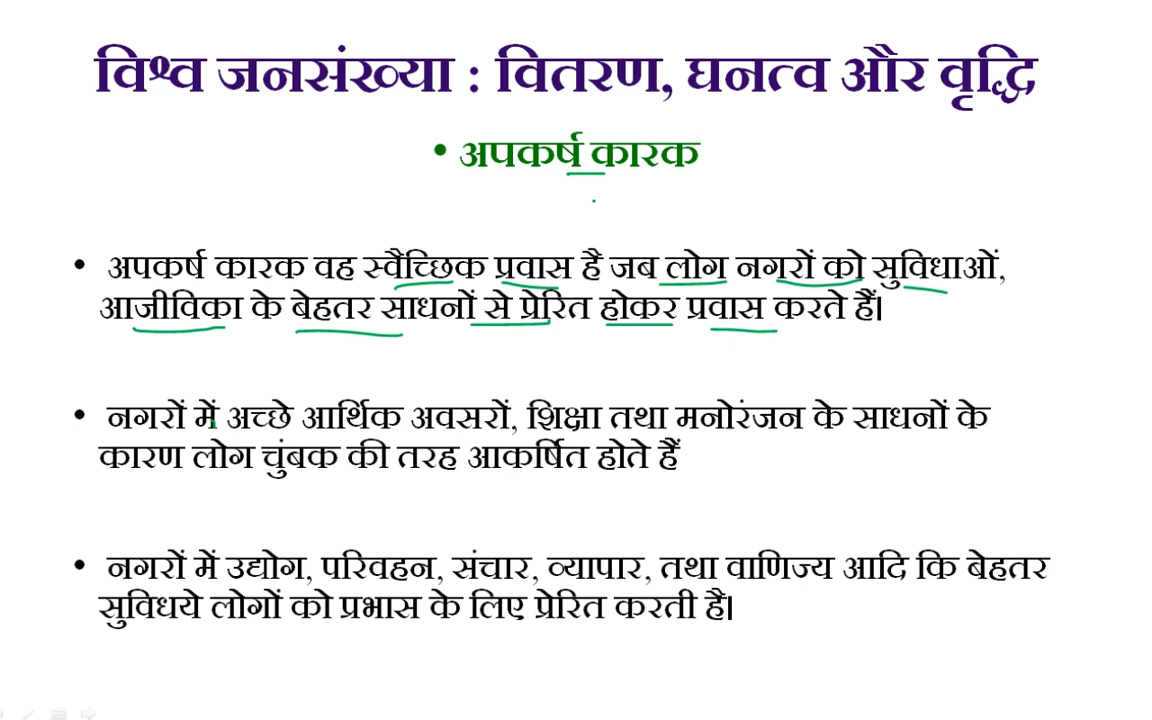 विश्व जनसंख्या : वितरण, घनत्व और वृद्धि
• अपकर्ष कारक
• अपकर्ष कारक वह स्वैच्छिक प्रवास है जब लोग नगरों को सुविधाओं,
आजीविका के बेहतर साधनों से प्रेरित होकर प्रवास करते हैं।
• नगरों में अच्छे आर्थिक अवसरों, शिक्षा तथा मनोरंजन के साधनों के
कारण लोग चुंबक की तरह आकर्षित होते हैं
• नगरों में उद्योग, परिवहन, संचार, व्यापार, तथा वाणिज्य आदि कि बेहतर
सुविधये लोगों को प्रभास के लिए प्रेरित करती है।